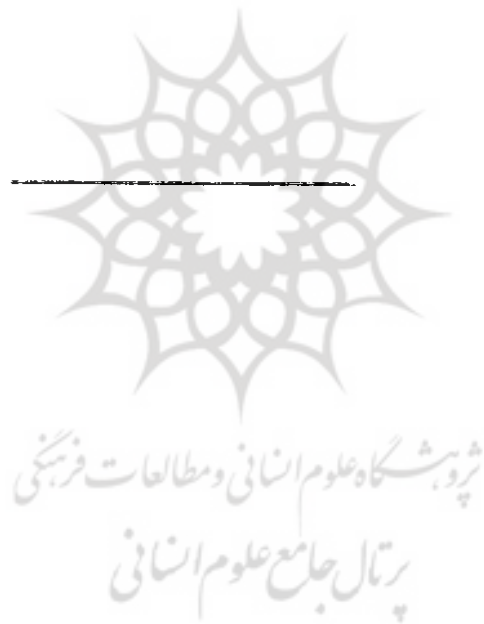 پژوهشگاه علوم انسانی و مطالعات فرهنگی
پرتال جامع علوم انسانی